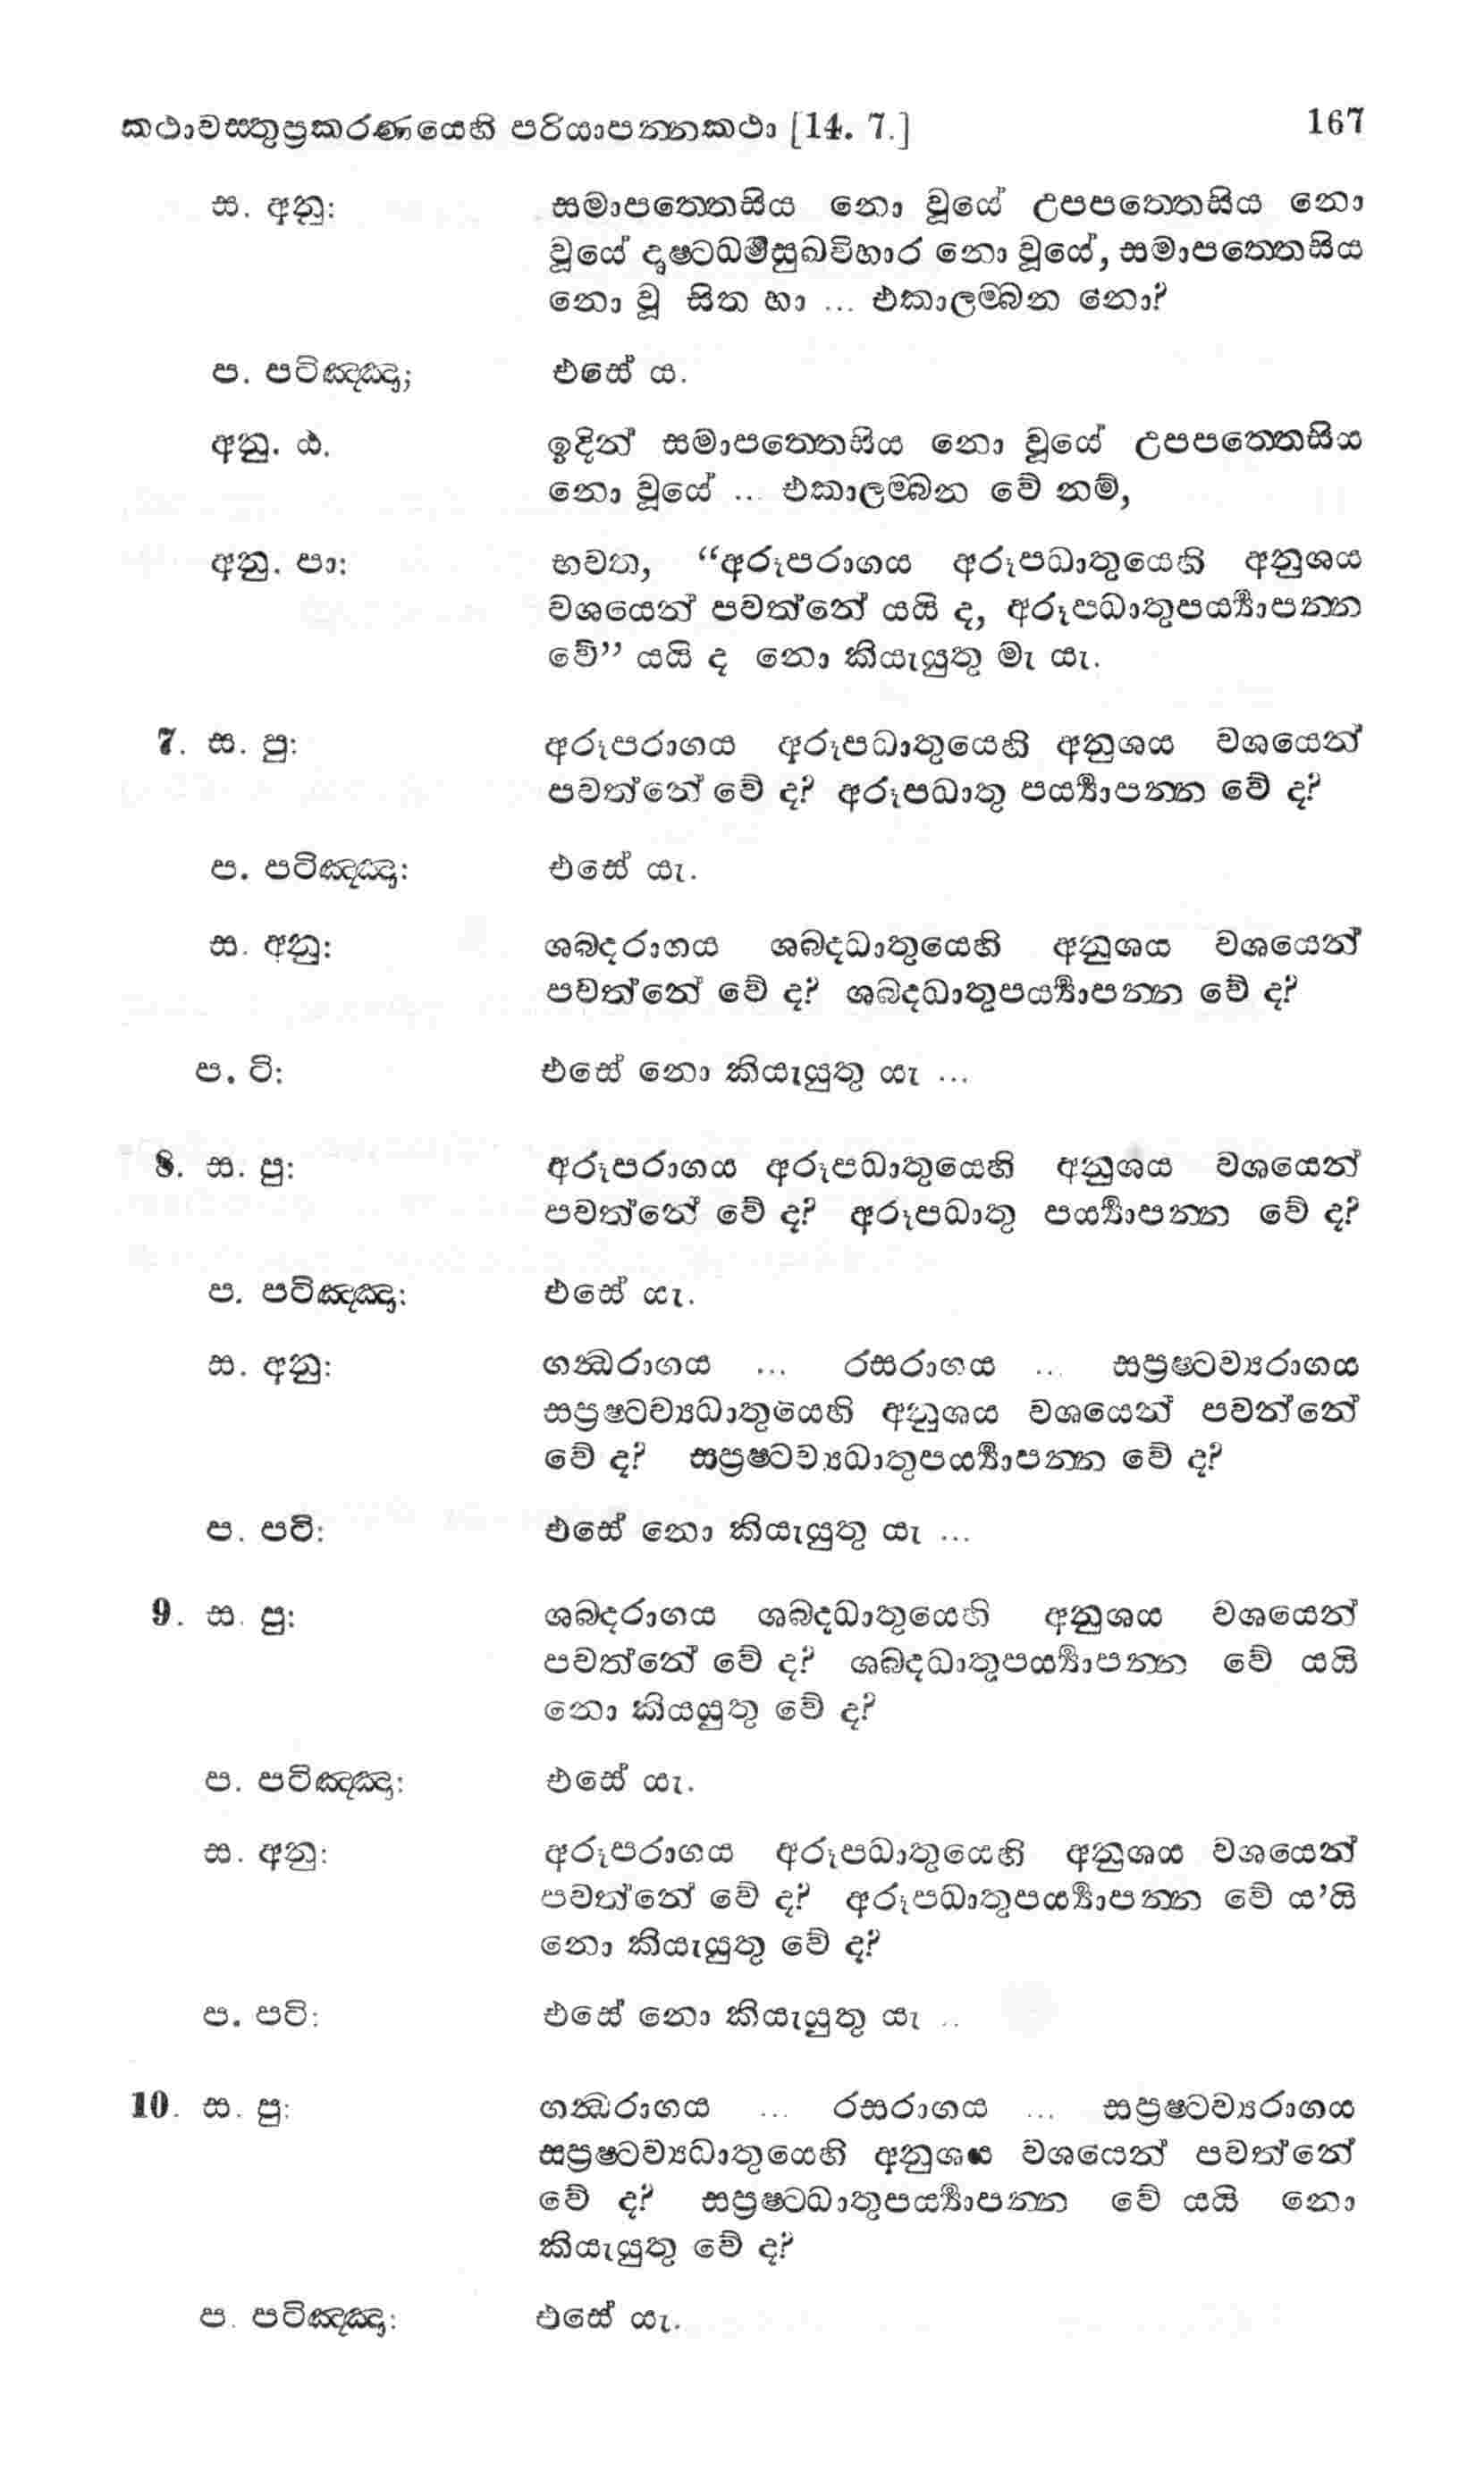 කථාවස්තුප්‍රකරණයෙහි පරියාපන්නකථා [14. 7.] 167
ස. අනු: සමාපත්තෙසිය නො වූයේ උපපත්තෙසිය නො
වූයේ දෘෂ්ටධර්මසුඛවිහාර නො වූයේ, සමාපත්තෙසිය
නො වූ සිත හා ... එකාලම්බන නො?
ප. පටිඤ්ඤා; එසේ ය.
අනු. ඨ. ඉදින් සමාපත්තෙසිය නො වූයේ උපපත්තෙසිය
නො වූයේ ... එකාලම්බන වේ නම්,
අනු. පා: භවත, “අරූපරාගය අරූපධාතුයෙහි අනුශය
වශයෙන් පවත්නේ යයි ද, අරූපධාතුපර්‍ය්‍යාපන්න
වේ” යයි ද නො කියැයුතු මැ යැ.
7. ස. පු: අරූපරාගය අරූපධාතුයෙහි අනුශය වශයෙන්
පවත්නේ වේ ද? අරූපධාතු පර්‍ය්‍යාපන්න වේ ද?
ප. පටිඤ්ඤා: එසේ යැ.
ස. අනු: ශබ්දරාගය ශබ්දධාතුයෙහි අනුශය වශයෙන්
පවත්නේ වේ ද? ශබ්දධාතුපර්‍ය්‍යාපන්න වේ ද?
ප. ටි: එසේ නො කියැයුතු යැ ...
8. ස. පු: අරූපරාගය අරූපධාතුයෙහි අනුශය වශයෙන්
පවත්නේ වේ ද? අරූපධාතු පර්‍ය්‍යාපන්න වේ ද?
ප. පටිඤ්ඤා: එසේ යැ.
ස. අනු: ගන්ධරාගය ... රසරාගය ... ස්ප්‍රෂ්ටව්‍යරාගය
ස්ප්‍රෂ්ටව්‍යධාතුයෙහි අනුශය වශයෙන් පවත්නේ
වේ ද? ස්ප්‍රෂ්ටව්‍යධාතුපර්‍ය්‍යාපන්න වේ ද?
ප. පටි: එසේ නො කියැයුතු යැ ...
9. ස. පු: ශබ්දරාගය ශබ්දධාතුයෙහි අනුශය වශයෙන්
පවත්නේ වේ ද? ශබ්දධාතුපර්‍ය්‍යාපන්න වේ යයි
නො කියයුතු වේ ද?
ප. පටිඤ්ඤා: එසේ යැ.
ස. අනු: අරූපරාගය අරූපධාතුයෙහි අනුශය වශයෙන්
පවත්නේ වේ ද? අරූපධාතුපර්‍ය්‍යාපන්න වේ ය’යි
නො කියැයුතු වේ ද?
ප. පටි: එසේ නො කියැයුතු යැ ..
10. ස. පු: ගන්ධරාගය ... රසරාගය ... ස්ප්‍රෂ්ටව්‍යරාගය
ස්ප්‍රෂ්ටව්‍යධාතුයෙහි අනුශය වශයෙන් පවත්නේ
වේ ද? ස්ප්‍රෂ්ටධාතුපර්‍ය්‍යාපන්න වේ යයි නො
කියැයුතු වේ ද?
ප. පටිඤ්ඤා: එසේ යැ.